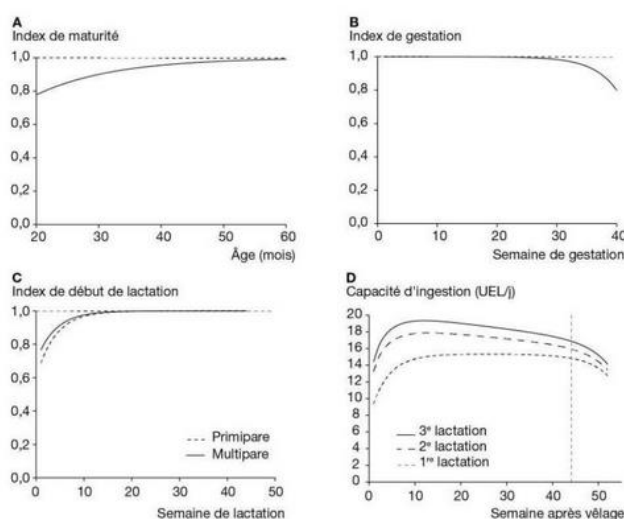 A
Index de maturité
1,0
0,8
0,6
0,4
0,2
0,0
20 30 40 50 60
Âge (mois)
B
Index de gestation
1,0
0,8
0,6
0,4
0,2
0,0
0 10 20 30 40
Semaine de gestation
C
Index de début de lactation
1,0
0,8
0,6
0,4
0,2
0,0
Primipare
Multipare
0 10 20 30 40 50
Semaine de lactation
D
Capacité d'ingestion (UEL/j)
20
18
16
14
12
10
8
6
4
2
0
3e lactation
2e lactation
1re lactation
0 10 20 30 40 50
Semaine après vêlage